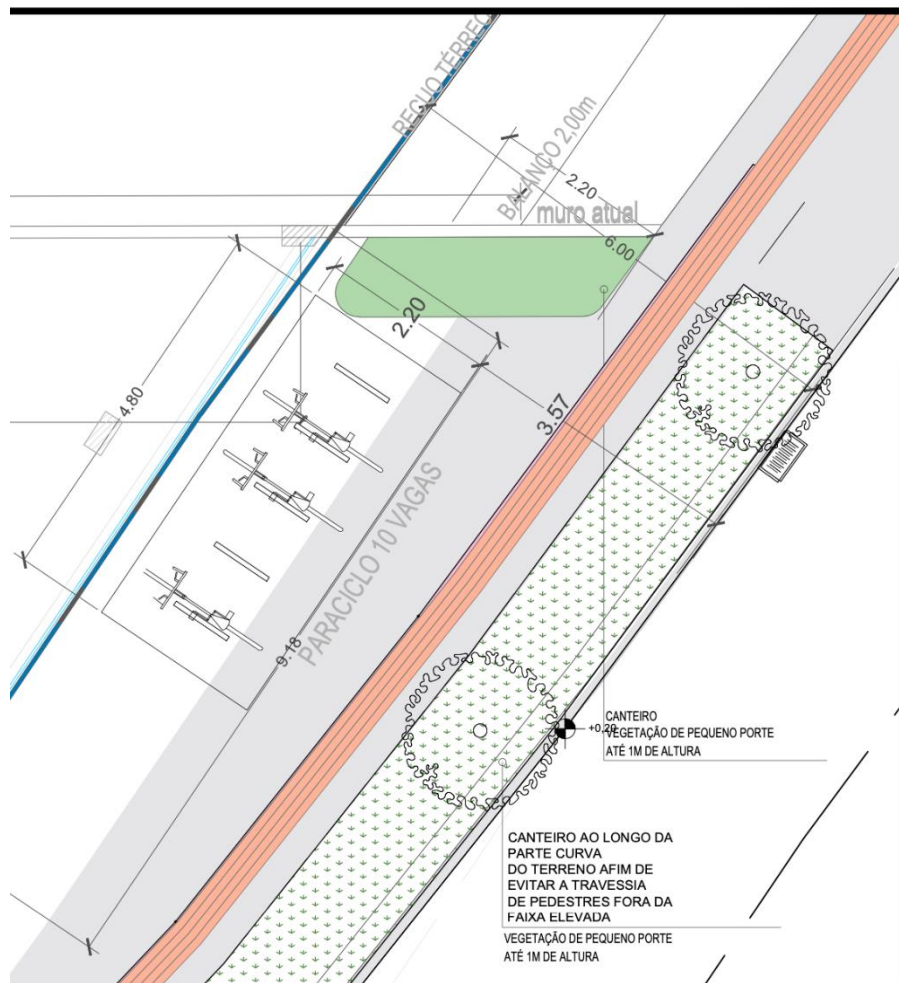 RECUO TÉRREO
BALANÇO 2,00m
2.20
muro atual
6.00
2.20
4.80
3.57
PARACICLO 10 VAGAS
9.18
+0,20
CANTEIRO
VEGETAÇÃO DE PEQUENO PORTE
ATÉ 1M DE ALTURA
CANTEIRO AO LONGO DA
PARTE CURVA
DO TERRENO AFIM DE
EVITAR A TRAVESSIA
DE PEDESTRES FORA DA
FAIXA ELEVADA
VEGETAÇÃO DE PEQUENO PORTE
ATÉ 1M DE ALTURA